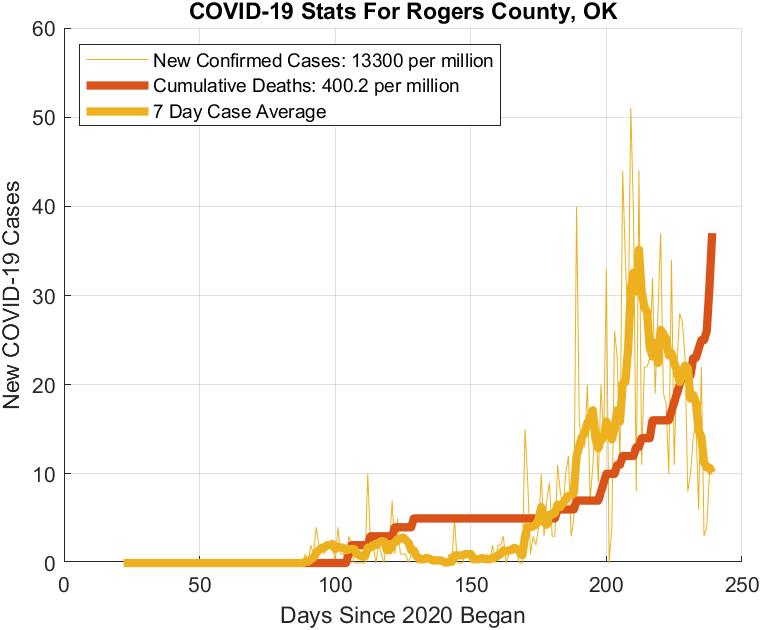 COVID-19 Stats For Rogers County, OK
60
New Confirmed Cases: 13300 per million
Cumulative Deaths: 400.2 per million
7 Day Case Average
50
40
30
20
10
0
New COVID-19 Cases
0 50 100 150 200 250
Days Since 2020 Began